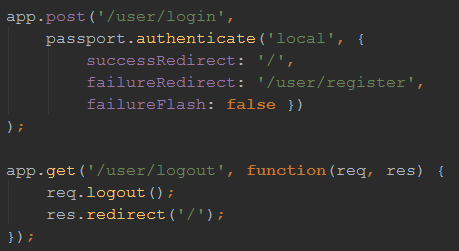 app.post('/user/login',
    passport.authenticate('local', {
        successRedirect: '/',
        failureRedirect: '/user/register',
        failureFlash: false })
);

app.get('/user/logout', function(req, res) {
    req.logout();
    res.redirect('/');
});